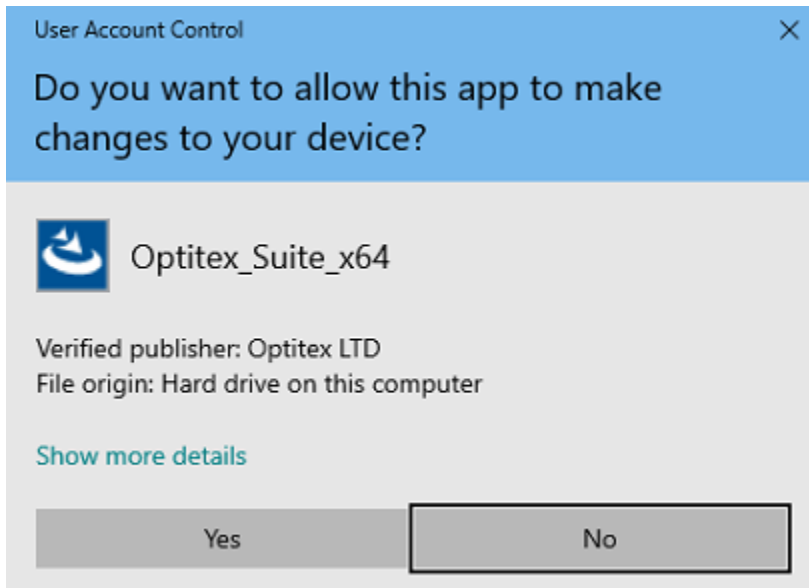 User Account Control
Do you want to allow this app to make
changes to your device?
Optitex_Suite_x64
Verified publisher: Optitex LTD
File origin: Hard drive on this computer
Show more details
Yes
No